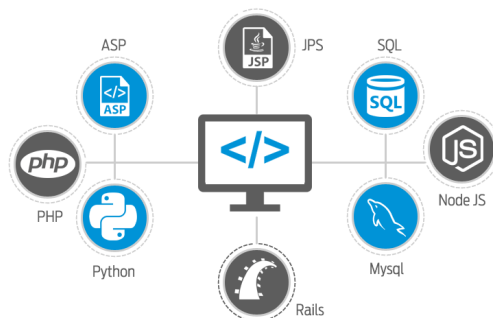 ASP
JPS
SQL
</>
ASP
JSP
SQL
</>
php
JS
PHP
Node JS
Python
Mysql
Rails